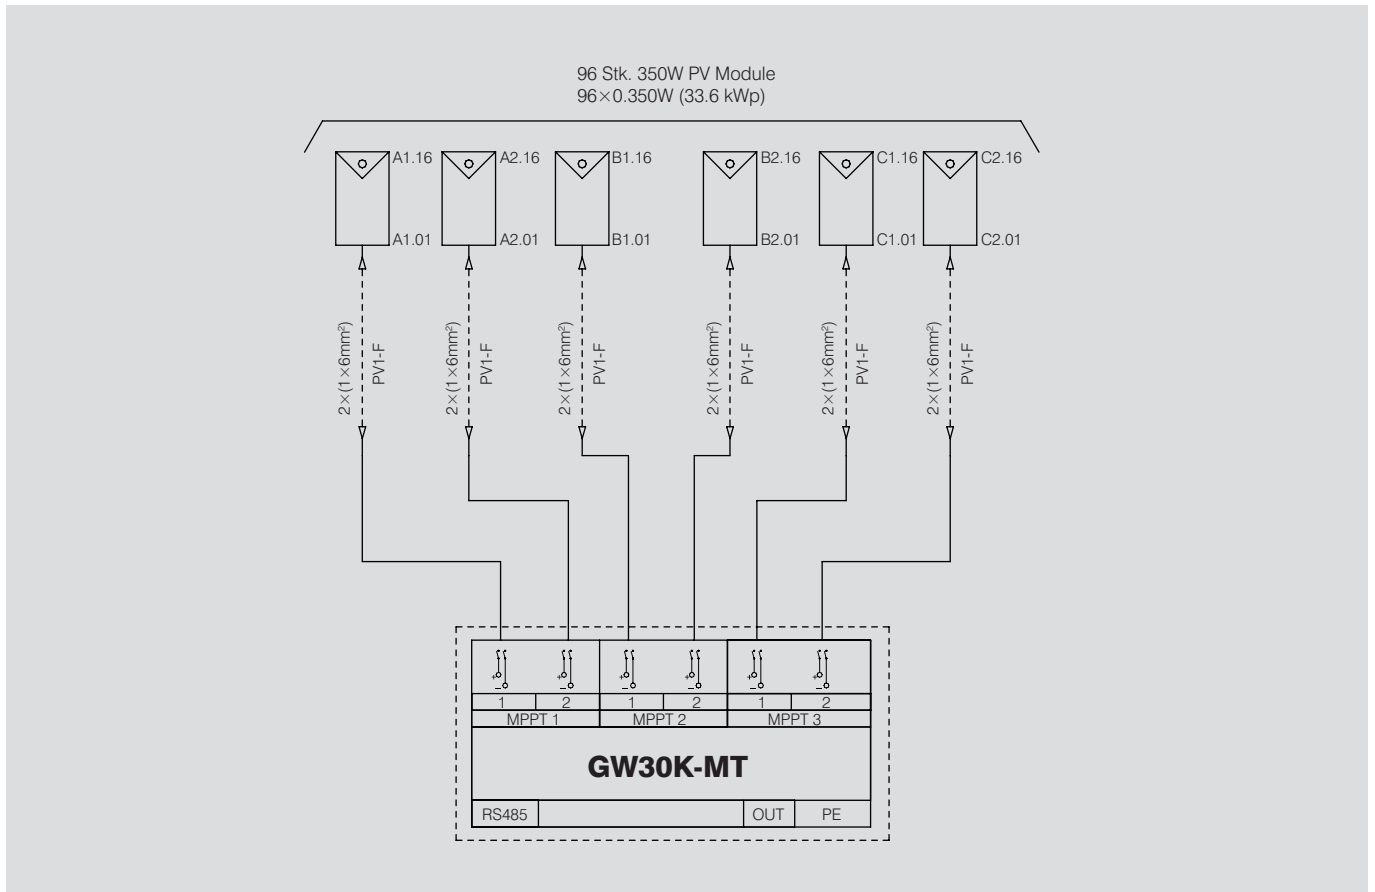 96 Stk. 350W PV Module
96×0.350W (33.6 kWp)
A1.16
A2.16
B1.16
B2.16
C1.16
C2.16
A1.01
A2.01
B1.01
B2.01
C1.01
C2.01
2×(1×6mm²)
PV1-F
2×(1×6mm²)
PV1-F
2×(1×6mm²)
PV1-F
2×(1×6mm²)
PV1-F
2×(1×6mm²)
PV1-F
2×(1×6mm²)
PV1-F
+ + + + + +
– – – – – –
1 2 1 2 1 2
MPPT 1 MPPT 2 MPPT 3
GW30K-MT
RS485 OUT PE